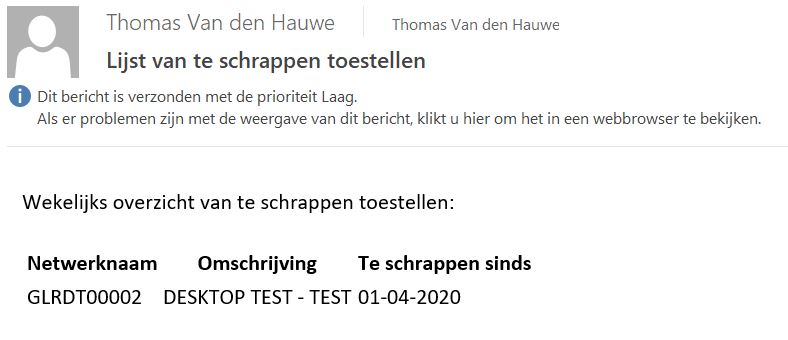 Thomas Van den Hauwe Thomas Van den Hauwe
Lijst van te schrappen toestellen
i Dit bericht is verzonden met de prioriteit Laag.
Als er problemen zijn met de weergave van dit bericht, klikt u hier om het in een webbrowser te bekijken.
Wekelijks overzicht van te schrappen toestellen:
Netwerknaam Omschrijving Te schrappen sinds
GLRDT00002 DESKTOP TEST - TEST 01-04-2020